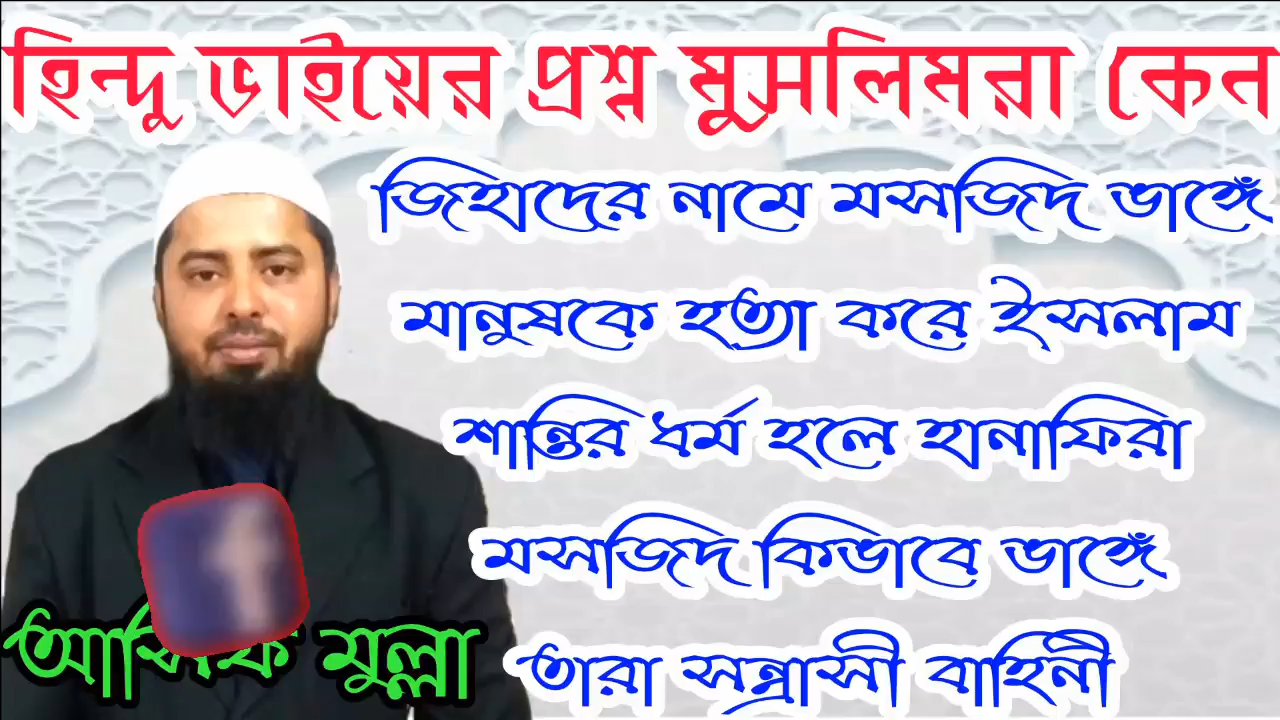 হিন্দু ভাইয়ের প্রশ্ন মুসলিমরা কেন
জিহাদের নামে মসজিদ ভাঙ্গেঁ
মানুষকে হত্যা করে ইসলাম
শান্তির ধর্ম হলে হানাফিরা
মসজিদ কিভাবে ভাঙ্গেঁ
তারা সন্ত্রাসী বাহিনী
মুল্লা